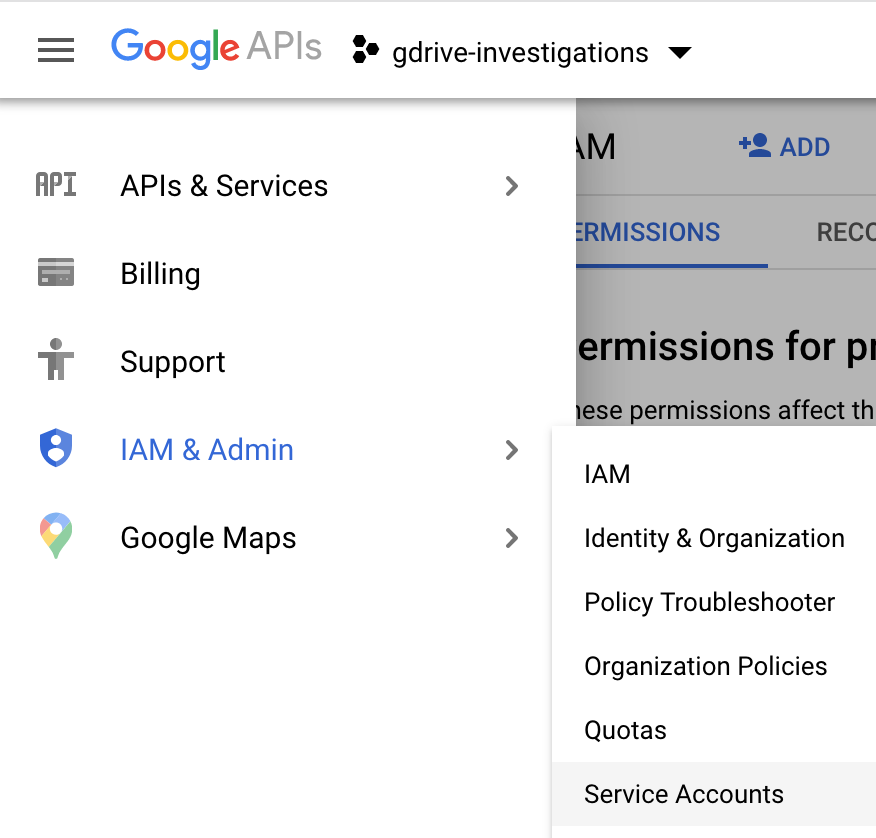 Google APIs gdrive-investigations
AM ADD
API APIs & Services
ERMISSIONS RECO
Billing
ermissions for pr
Support
hese permissions affect th
IAM & Admin
IAM
Google Maps
Identity & Organization
Policy Troubleshooter
Organization Policies
Quotas
Service Accounts